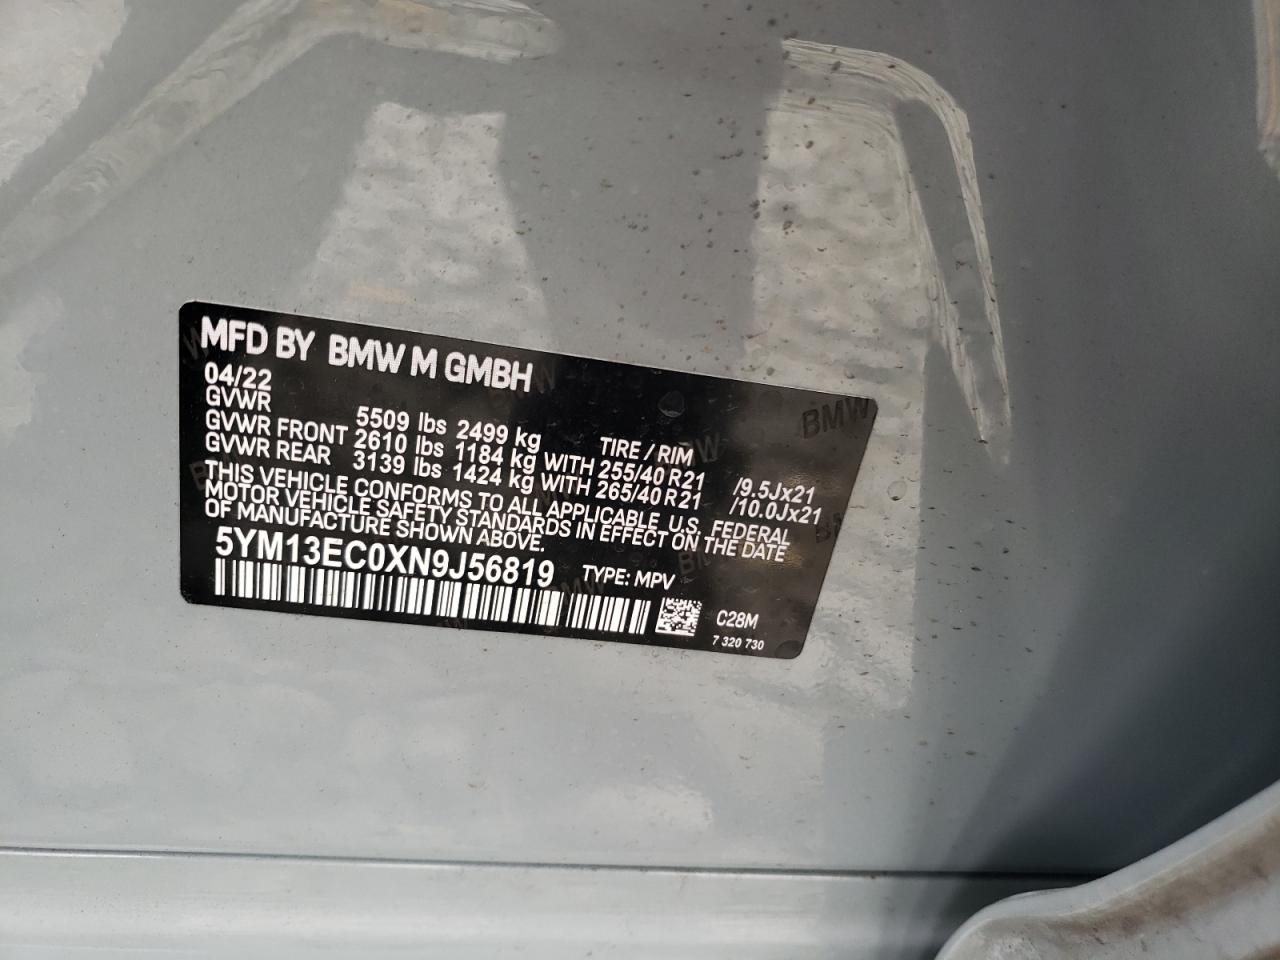 MFD BY BMW M GMBH
04/22
GVWR 5509 lbs 2499 kg TIRE / RIM
GVWR FRONT 2610 lbs 1184 kg WITH 255/40 R21 /9.5Jx21
GVWR REAR 3139 lbs 1424 kg WITH 265/40 R21 /10.0Jx21
THIS VEHICLE CONFORMS TO ALL APPLICABLE U.S. FEDERAL
MOTOR VEHICLE SAFETY STANDARDS IN EFFECT ON THE DATE
OF MANUFACTURE SHOWN ABOVE.
5YM13EC0XN9J56819 TYPE: MPV
C28M
7 320 730
BMW